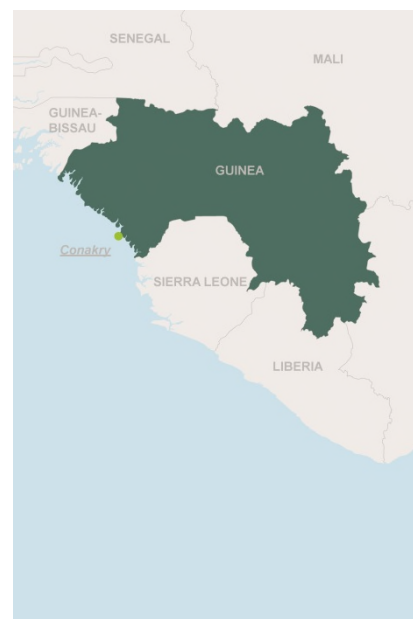 SENEGAL
MALI
GUINEA-
BISSAU
GUINEA
Conakry
SIERRA LEONE
LIBERIA